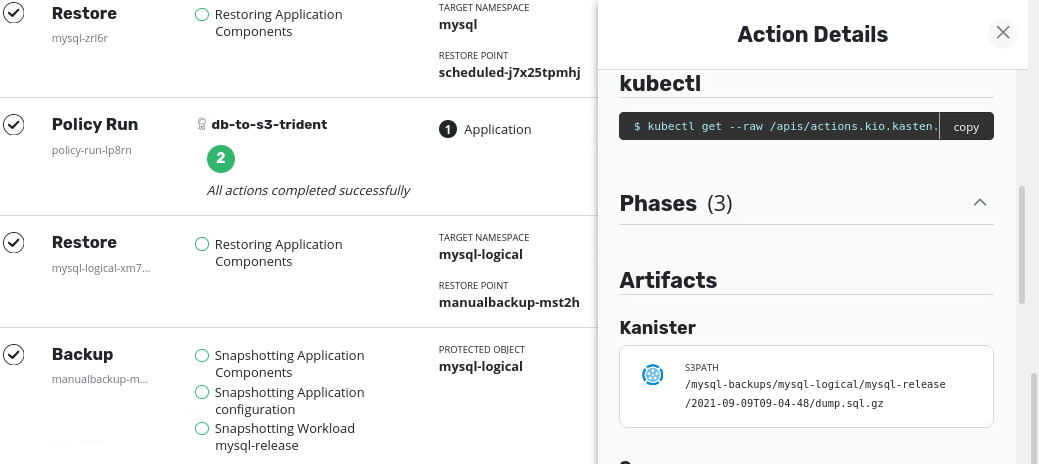 Restore
mysql-zrl6r
Restoring Application
Components
TARGET NAMESPACE
mysql
RESTORE POINT
scheduled-j7x25tpmhj
Policy Run
policy-run-lp8rn
db-to-s3-trident
2
All actions completed successfully
1 Application
Restore
mysql-logical-xm7...
Restoring Application
Components
TARGET NAMESPACE
mysql-logical
RESTORE POINT
manualbackup-mst2h
Backup
manualbackup-m...
Snapshotting Application
Components
Snapshotting Application
configuration
Snapshotting Workload
mysql-release
PROTECTED OBJECT
mysql-logical
Action Details
kubectl
$ kubectl get --raw /apis/actions.kio.kasten.
copy
Phases (3)
Artifacts
Kanister
S3PATH
/mysql-backups/mysql-logical/mysql-release
/2021-09-09T09-04-48/dump.sql.gz